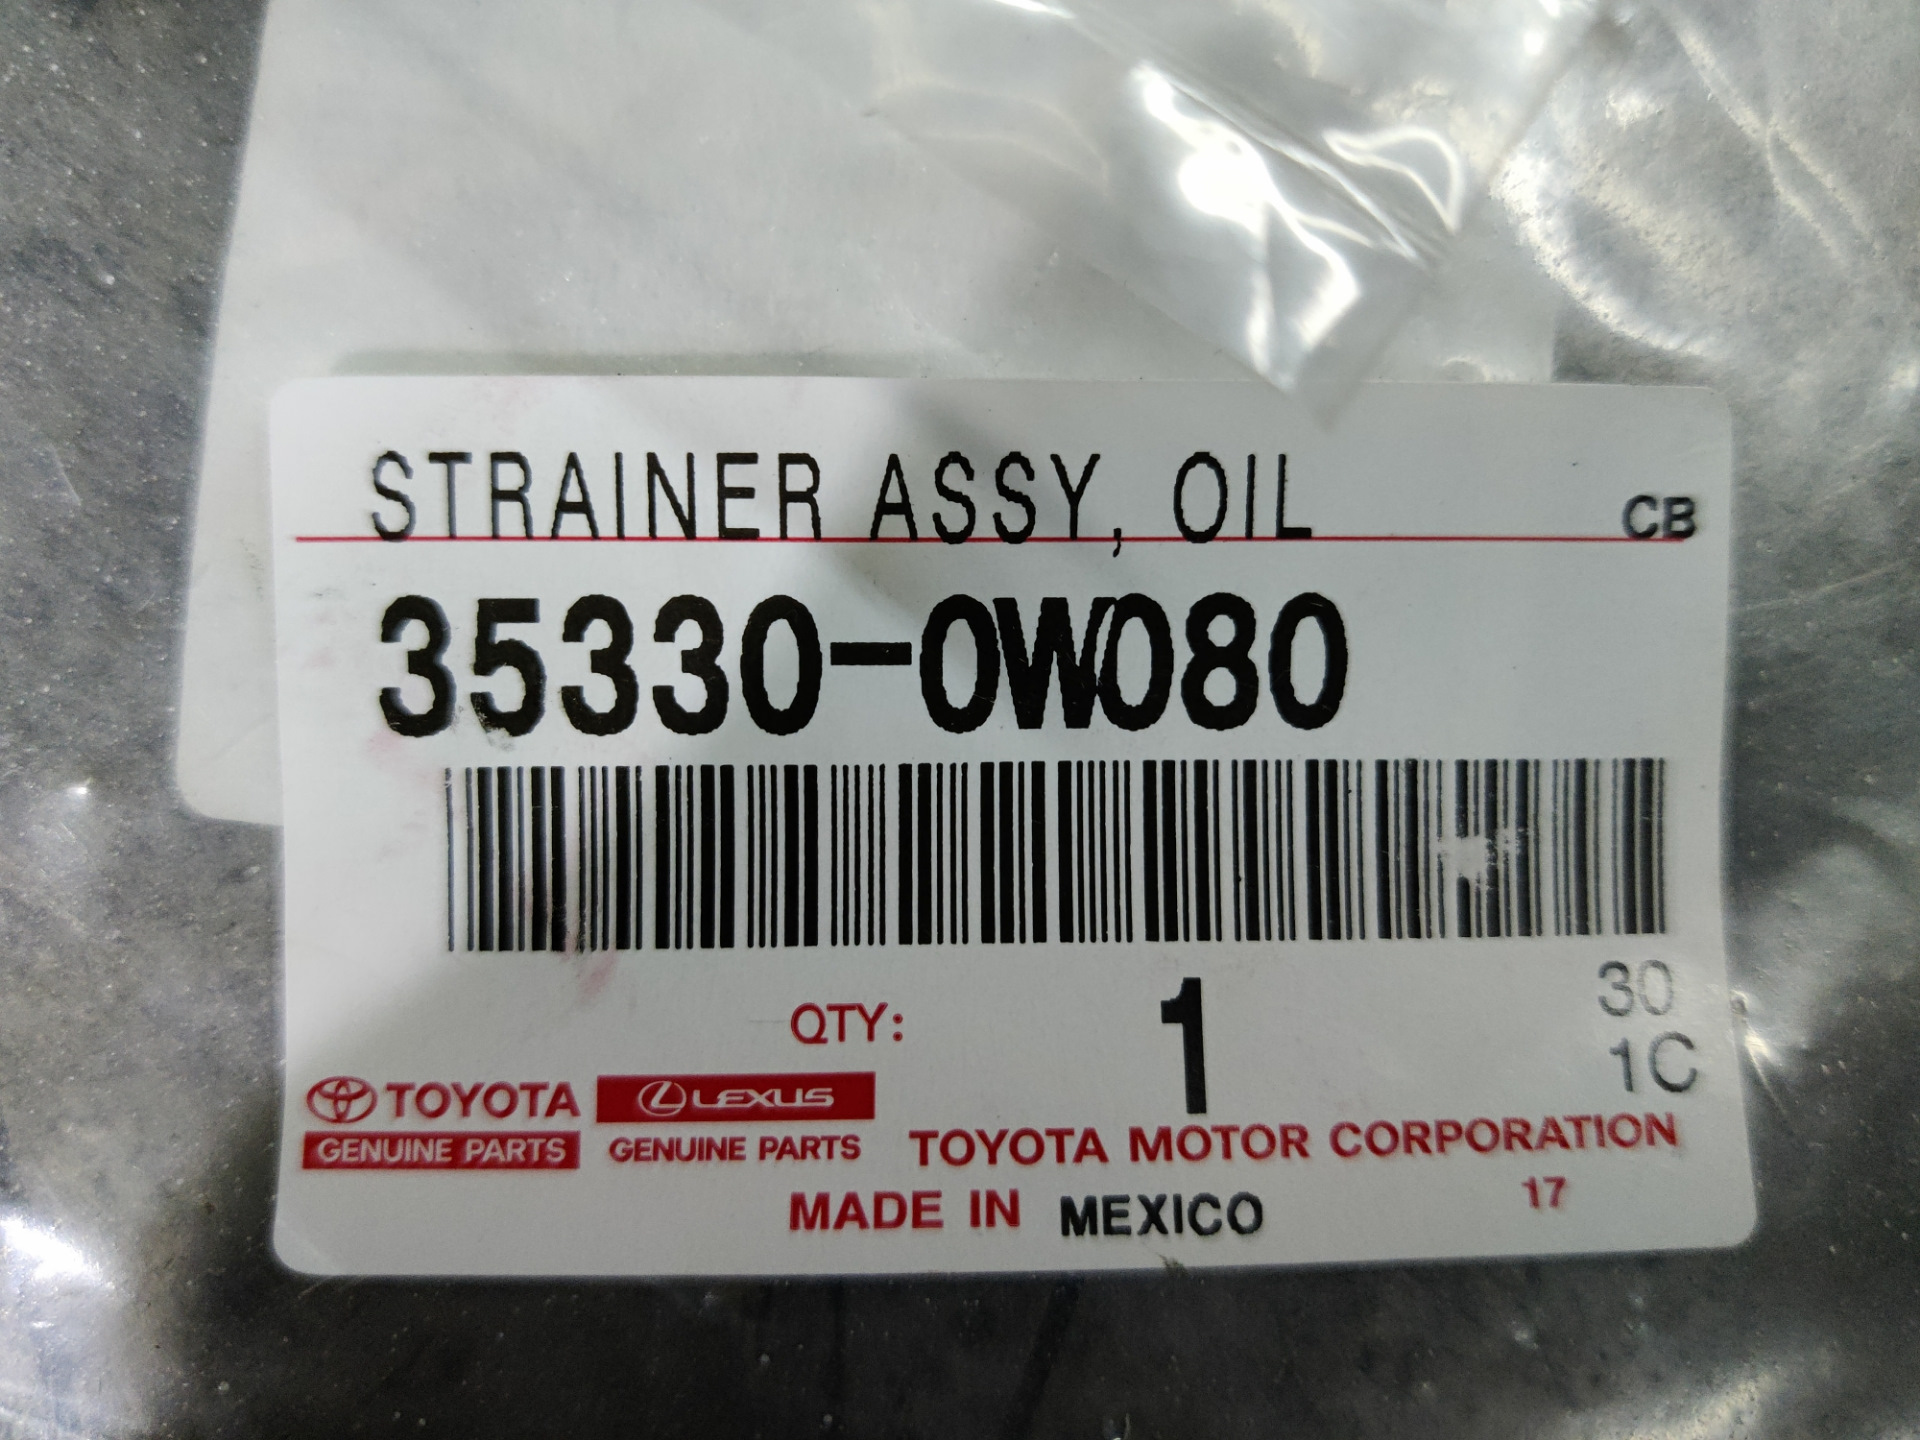 STRAINER ASSY, OIL CB
35330-0W080
QTY: 1 30
1C
TOYOTA LEXUS
GENUINE PARTS GENUINE PARTS TOYOTA MOTOR CORPORATION
MADE IN MEXICO 17